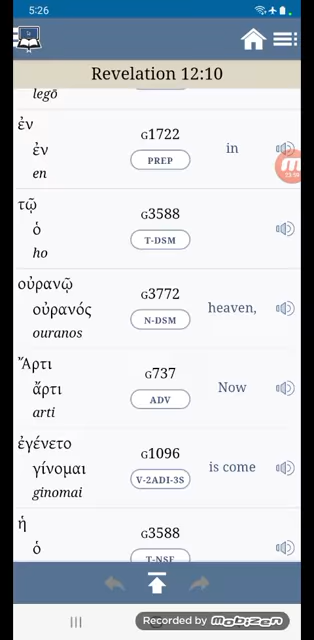 5:26
Revelation 12:10
legō
ἐν
G1722
in
ἐν
PREP
en
τῷ
G3588
ὁ
T-DSM
ho
οὐρανῷ
G3772
heaven,
οὐρανός
N-DSM
ouranos
Ἄρτι
G737
Now
ἄρτι
ADV
arti
ἐγένετο
G1096
is come
γίνομαι
V-2ADI-3S
ginomai
ἡ
G3588
ὁ
T-NSF
Recorded by mobizen